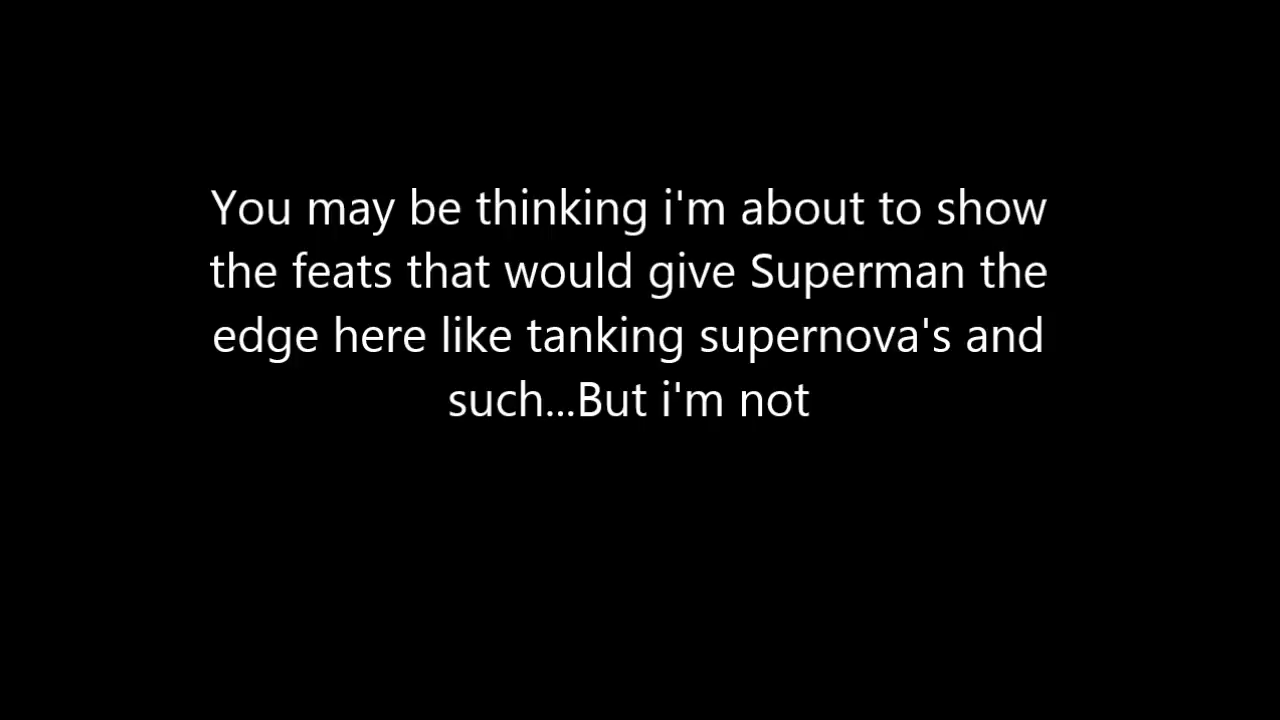 You may be thinking i'm about to show
the feats that would give Superman the
edge here like tanking supernova's and
such...But i'm not